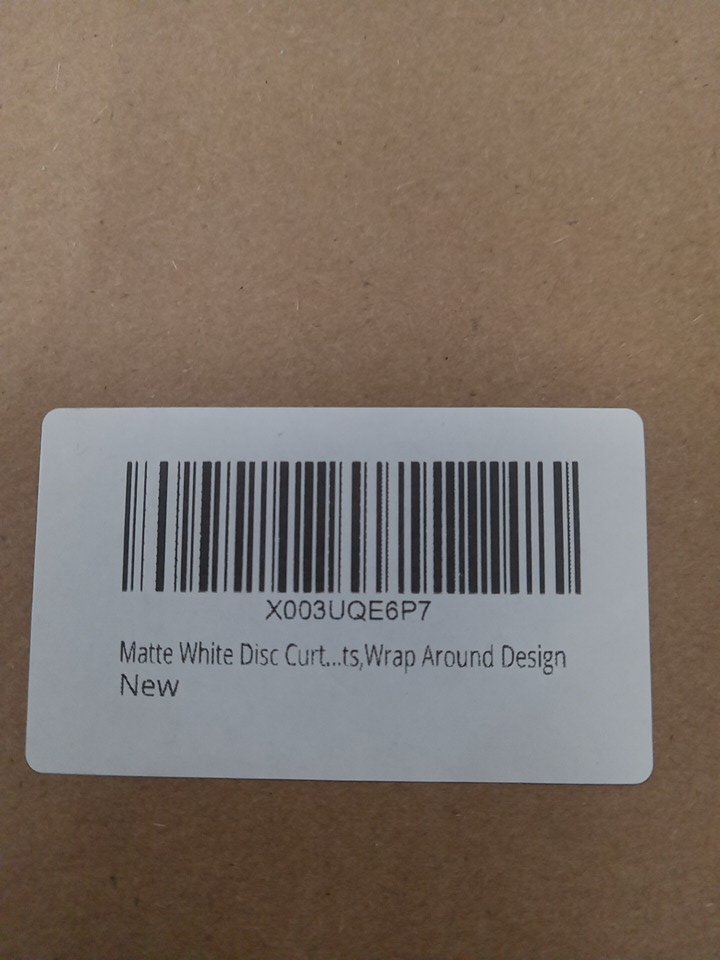 X003UQE6P7
Matte White Disc Curt...ts,Wrap Around Design
New